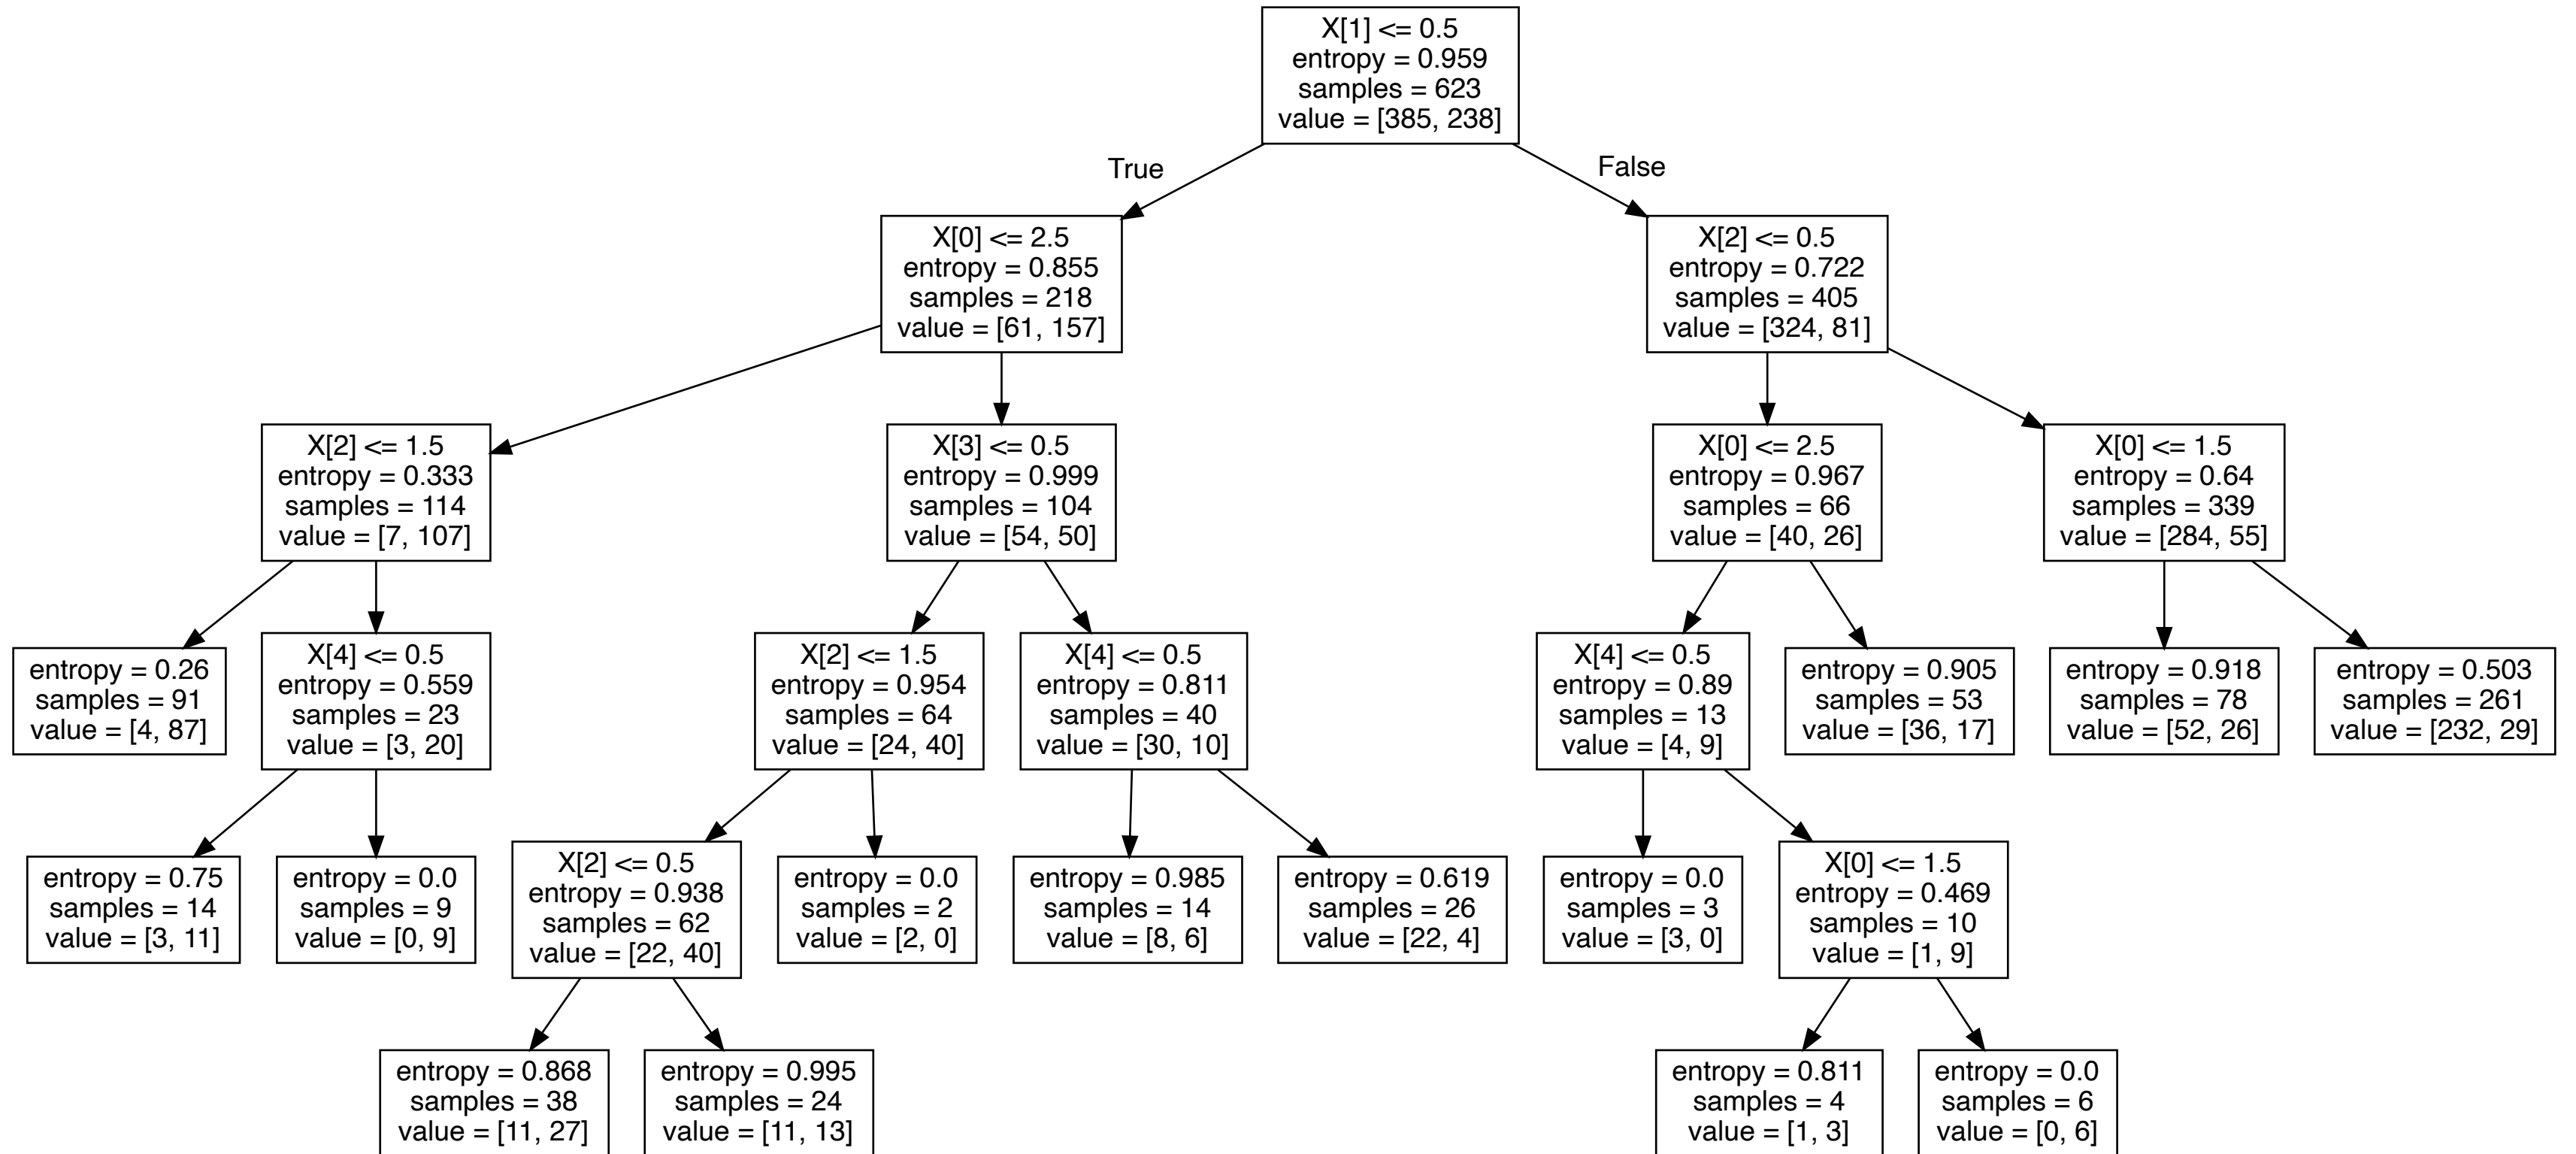 X[1] <= 0.5
entropy = 0.959
samples = 623
value = [385, 238]
True
False
X[0] <= 2.5
entropy = 0.855
samples = 218
value = [61, 157]
X[2] <= 0.5
entropy = 0.722
samples = 405
value = [324, 81]
X[2] <= 1.5
entropy = 0.333
samples = 114
value = [7, 107]
X[3] <= 0.5
entropy = 0.999
samples = 104
value = [54, 50]
X[0] <= 2.5
entropy = 0.967
samples = 66
value = [40, 26]
X[0] <= 1.5
entropy = 0.64
samples = 339
value = [284, 55]
entropy = 0.26
samples = 91
value = [4, 87]
X[4] <= 0.5
entropy = 0.559
samples = 23
value = [3, 20]
X[2] <= 1.5
entropy = 0.954
samples = 64
value = [24, 40]
X[4] <= 0.5
entropy = 0.811
samples = 40
value = [30, 10]
X[4] <= 0.5
entropy = 0.89
samples = 13
value = [4, 9]
entropy = 0.905
samples = 53
value = [36, 17]
entropy = 0.918
samples = 78
value = [52, 26]
entropy = 0.503
samples = 261
value = [232, 29]
entropy = 0.75
samples = 14
value = [3, 11]
entropy = 0.0
samples = 9
value = [0, 9]
X[2] <= 0.5
entropy = 0.938
samples = 62
value = [22, 40]
entropy = 0.0
samples = 2
value = [2, 0]
entropy = 0.985
samples = 14
value = [8, 6]
entropy = 0.619
samples = 26
value = [22, 4]
entropy = 0.0
samples = 3
value = [3, 0]
X[0] <= 1.5
entropy = 0.469
samples = 10
value = [1, 9]
entropy = 0.868
samples = 38
value = [11, 27]
entropy = 0.995
samples = 24
value = [11, 13]
entropy = 0.811
samples = 4
value = [1, 3]
entropy = 0.0
samples = 6
value = [0, 6]